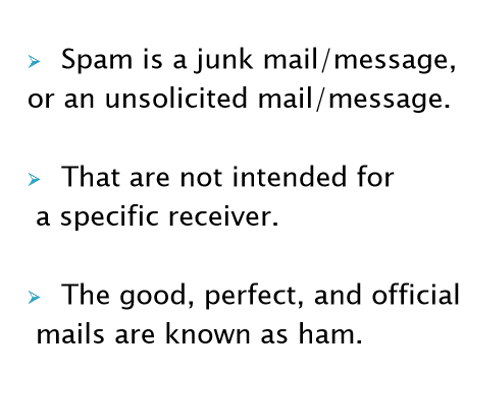 ➢ Spam is a junk mail/message,
or an unsolicited mail/message.
➢ That are not intended for
a specific receiver.
➢ The good, perfect, and official
mails are known as ham.